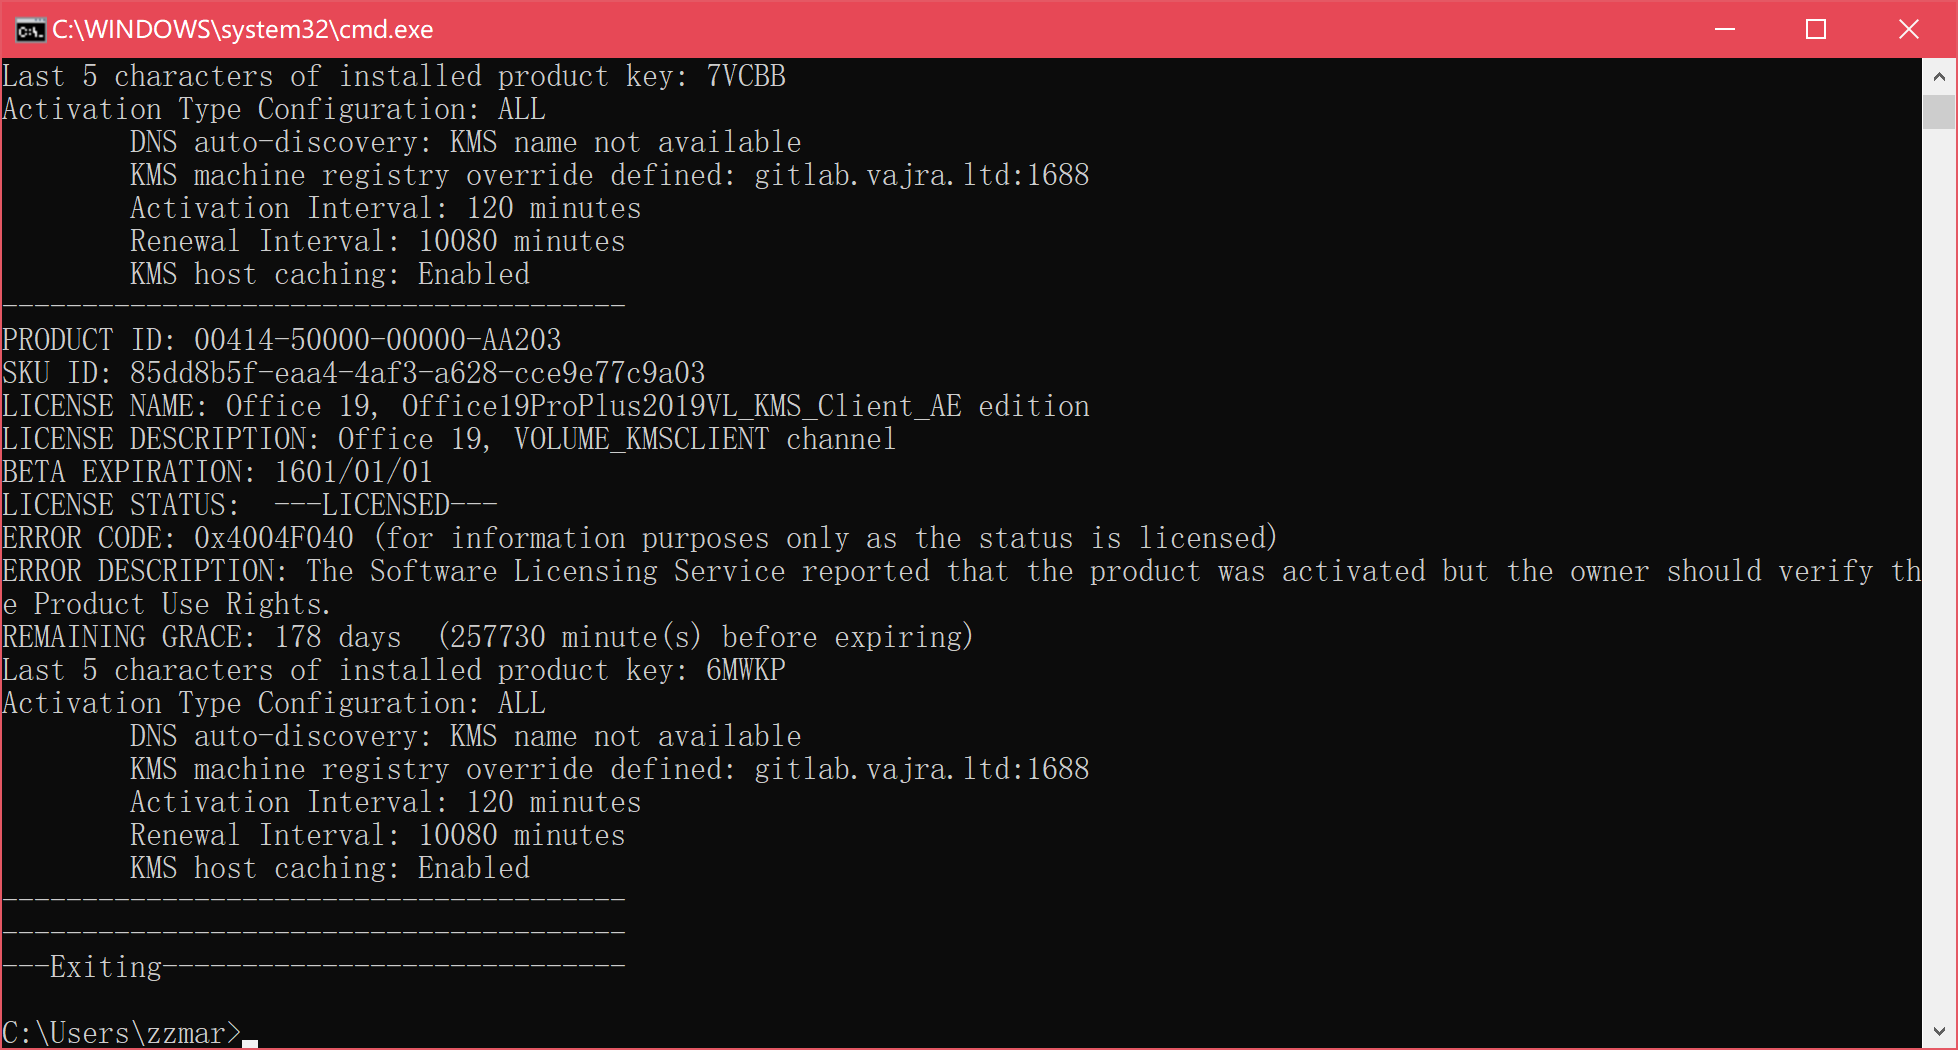 C:\WINDOWS\system32\cmd.exe
Last 5 characters of installed product key: 7VCBB
Activation Type Configuration: ALL
        DNS auto-discovery: KMS name not available
        KMS machine registry override defined: gitlab.vajra.ltd:1688
        Activation Interval: 120 minutes
        Renewal Interval: 10080 minutes
        KMS host caching: Enabled
---------------------------------------
PRODUCT ID: 00414-50000-00000-AA203
SKU ID: 85dd8b5f-eaa4-4af3-a628-cce9e77c9a03
LICENSE NAME: Office 19, Office19ProPlus2019VL_KMS_Client_AE edition
LICENSE DESCRIPTION: Office 19, VOLUME_KMSCLIENT channel
BETA EXPIRATION: 1601/01/01
LICENSE STATUS:  ---LICENSED---
ERROR CODE: 0x4004F040 (for information purposes only as the status is licensed)
ERROR DESCRIPTION: The Software Licensing Service reported that the product was activated but the owner should verify th
e Product Use Rights.
REMAINING GRACE: 178 days  (257730 minute(s) before expiring)
Last 5 characters of installed product key: 6MWKP
Activation Type Configuration: ALL
        DNS auto-discovery: KMS name not available
        KMS machine registry override defined: gitlab.vajra.ltd:1688
        Activation Interval: 120 minutes
        Renewal Interval: 10080 minutes
        KMS host caching: Enabled
---------------------------------------
---------------------------------------
---Exiting-----------------------------
C:\Users\zzmar>